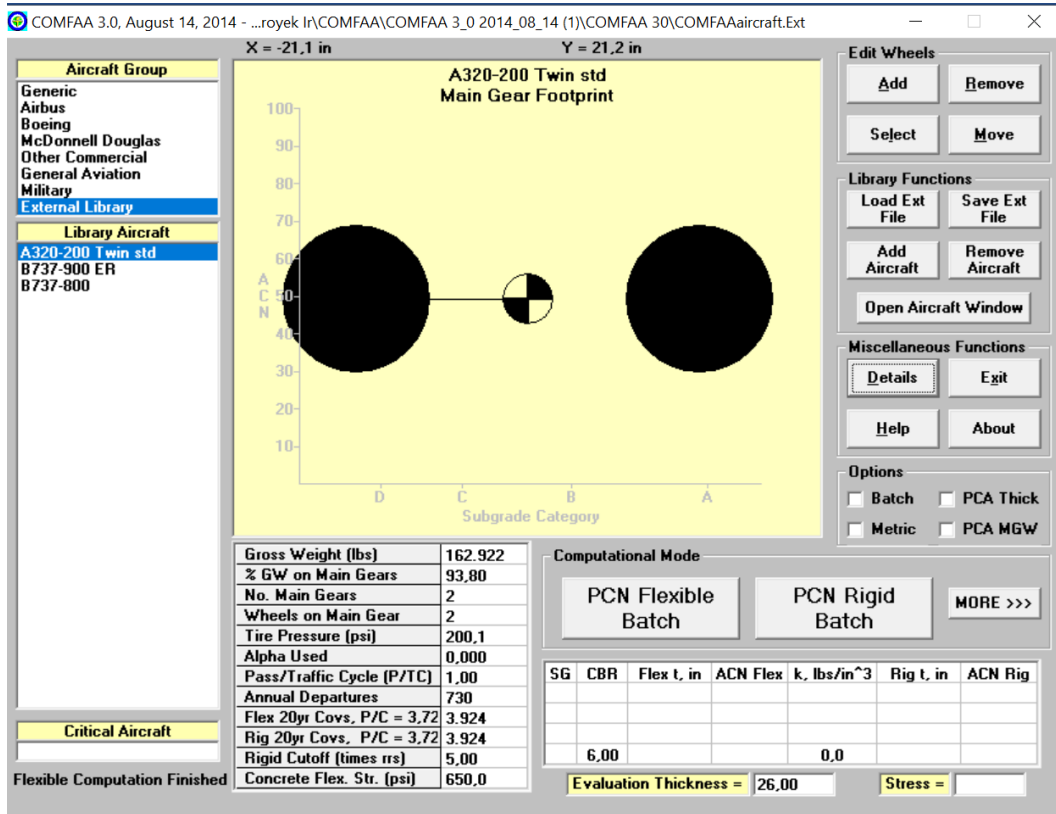 COMFAA 3.0, August 14, 2014 - ...royek Ir\COMFAA\COMFAA 3_0 2014_08_14 (1)\COMFAA 30\COMFAAaircraft.Ext
X = -21,1 in
Y = 21,2 in
Aircraft Group
Generic
Airbus
Boeing
McDonnell Douglas
Other Commercial
General Aviation
Military
External Library
Library Aircraft
A320-200 Twin std
B737-900 ER
B737-800
Critical Aircraft
Flexible Computation Finished
A320-200 Twin std
Main Gear Footprint
100
90
80
70
60
50
40
30
20
10
A
C
N
D C B A
Subgrade Category
Gross Weight (lbs) 162.922
% GW on Main Gears 93,80
No. Main Gears 2
Wheels on Main Gear 2
Tire Pressure (psi) 200,1
Alpha Used 0,000
Pass/Traffic Cycle (P/TC) 1,00
Annual Departures 730
Flex 20yr Covs, P/C = 3,72 3.924
Rig 20yr Covs, P/C = 3,72 3.924
Rigid Cutoff (times rrs) 5,00
Concrete Flex. Str. (psi) 650,0
Edit Wheels
Add Remove
Select Move
Library Functions
Load Ext File
Save Ext File
Add Aircraft
Remove Aircraft
Open Aircraft Window
Miscellaneous Functions
Details Exit
Help About
Options
Batch PCA Thick
Metric PCA MGW
Computational Mode
PCN Flexible Batch
PCN Rigid Batch
MORE >>>
SG CBR Flex t, in ACN Flex k, lbs/in^3 Rig t, in ACN Rig
6,00 0,0
Evaluation Thickness = 26,00 Stress =